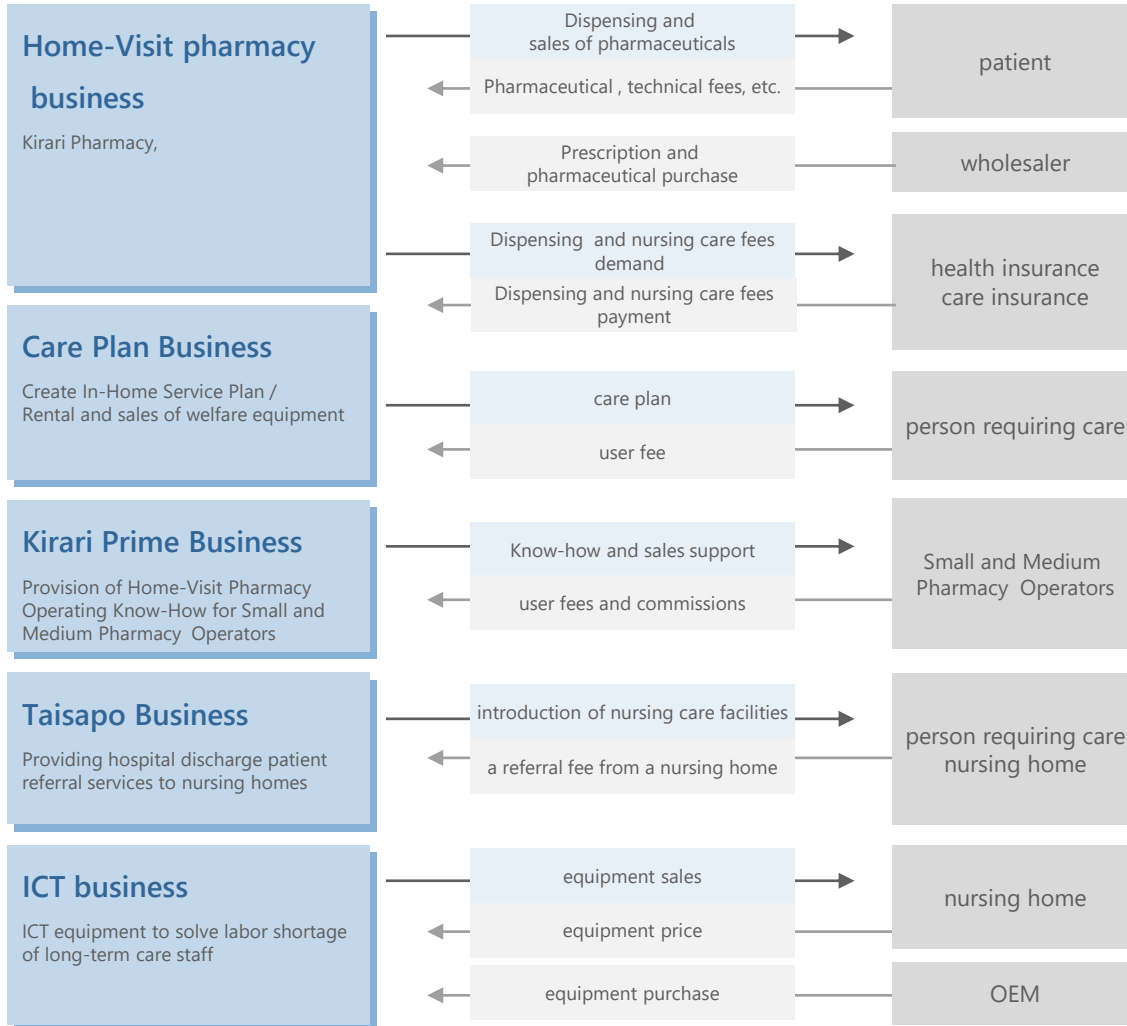 Home-Visit pharmacy
business
Kirari Pharmacy,
Dispensing and
sales of pharmaceuticals
Pharmaceutical , technical fees, etc.
patient
Prescription and
pharmaceutical purchase
wholesaler
Dispensing and nursing care fees
demand
Dispensing and nursing care fees
payment
health insurance
care insurance
Care Plan Business
Create In-Home Service Plan /
Rental and sales of welfare equipment
care plan
user fee
person requiring care
Kirari Prime Business
Provision of Home-Visit Pharmacy
Operating Know-How for Small and
Medium Pharmacy Operators
Know-how and sales support
user fees and commissions
Small and Medium
Pharmacy Operators
Taisapo Business
Providing hospital discharge patient
referral services to nursing homes
introduction of nursing care facilities
a referral fee from a nursing home
person requiring care
nursing home
ICT business
ICT equipment to solve labor shortage
of long-term care staff
equipment sales
equipment price
nursing home
equipment purchase
OEM